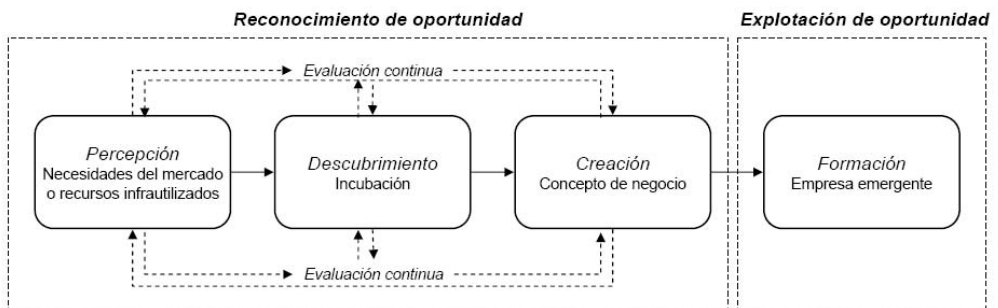 Reconocimiento de oportunidad
Explotación de oportunidad
Evaluación continua
Percepción
Necesidades del mercado
o recursos infrautilizados
Descubrimiento
Incubación
Creación
Concepto de negocio
Formación
Empresa emergente
Evaluación continua